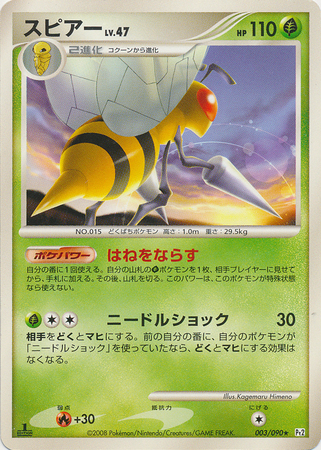 スピアー LV.47 HP 110
2進化 コクーンから進化
NO.015 どくばちポケモン 高さ:1.0m 重さ:29.5kg
ポケパワー はねをならす
自分の番に1回使える。自分の山札のポケモンを1枚、相手プレイヤーに見せて
から、手札に加える。その後、山札を切る。このパワーは、このポケモンが特殊状
態なら使えない。
ニードルショック 30
相手をどくとマヒにする。前の自分の番に、自分のポケモンが
「ニードルショック」を使っていたなら、どくとマヒにする効果は
なくなる。
Illus.Kagemaru Himeno
弱点 抵抗力 にげる
+30
1 ©2008 Pokémon/Nintendo/Creatures/GAME FREAK. 003/090★ Pt2